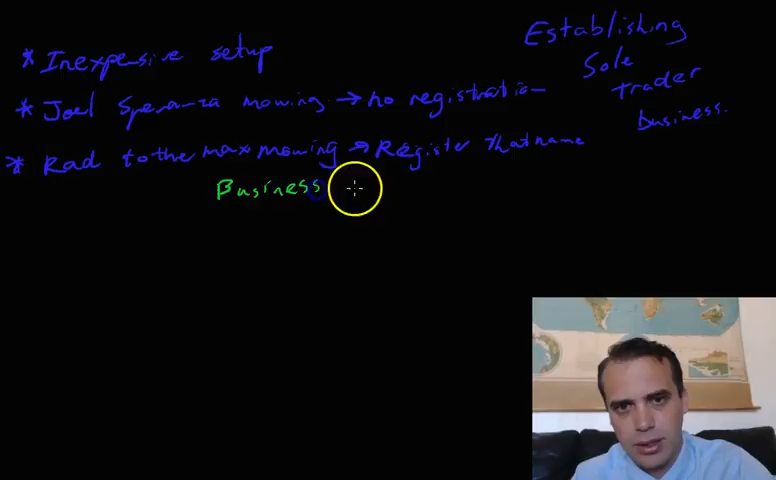 Establishing
Sole
trader
business.
* Inexpensive setup
* Joel Speranza mowing → no registration
* Rad to the max mowing → Register that name
Business